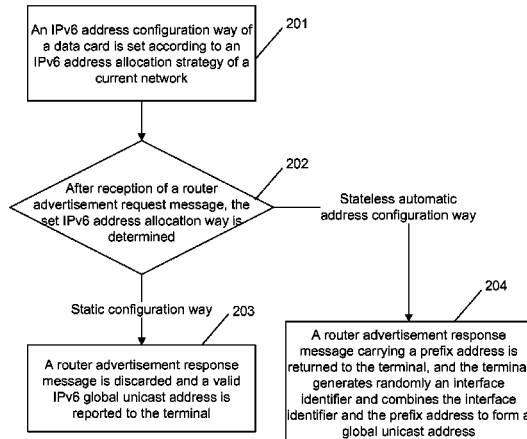 An IPv6 address configuration way of
a data card is set according to an
IPv6 address allocation strategy of a
current network
201
After reception of a router
advertisement request message, the
set IPv6 address allocation way is
determined
202
Stateless automatic
address configuration way
Static configuration way
203
A router advertisement response
message is discarded and a valid
IPv6 global unicast address is
reported to the terminal
204
A router advertisement response
message carrying a prefix address is
returned to the terminal, and the terminal
generates randomly an interface
identifier and combines the interface
identifier and the prefix address to form a
global unicast address